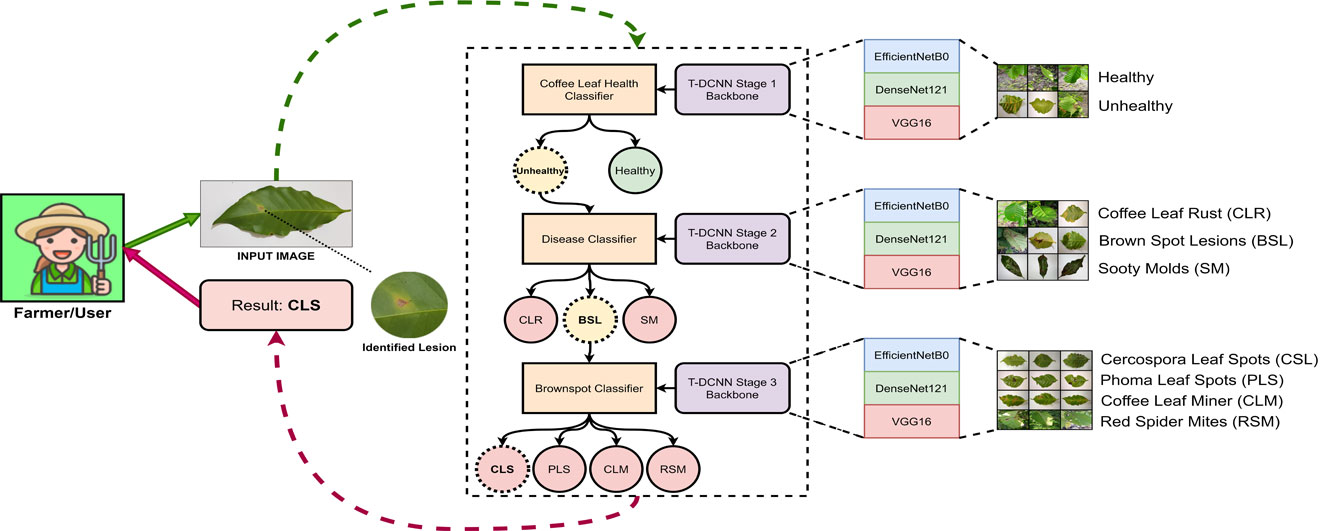 Farmer/User
INPUT IMAGE
Result: CLS
Identified Lesion
Coffee Leaf Health
Classifier
T-DCNN Stage 1
Backbone
Unhealthy
Healthy
Disease Classifier
T-DCNN Stage 2
Backbone
CLR
BSL
SM
Brownspot Classifier
T-DCNN Stage 3
Backbone
CLS
PLS
CLM
RSM
EfficientNetB0
DenseNet121
VGG16
Healthy
Unhealthy
EfficientNetB0
DenseNet121
VGG16
Coffee Leaf Rust (CLR)
Brown Spot Lesions (BSL)
Sooty Molds (SM)
EfficientNetB0
DenseNet121
VGG16
Cercospora Leaf Spots (CSL)
Phoma Leaf Spots (PLS)
Coffee Leaf Miner (CLM)
Red Spider Mites (RSM)